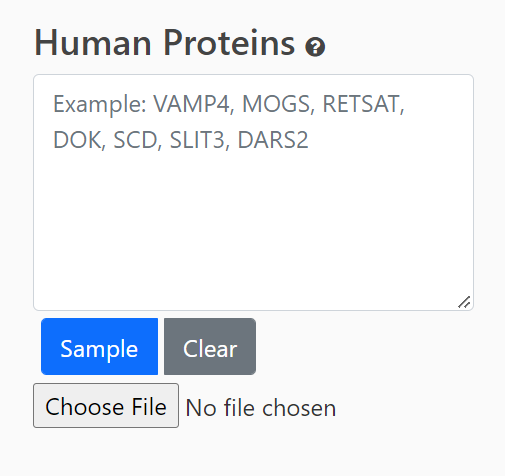 Human Proteins ?
Example: VAMP4, MOGS, RETSAT,
DOK, SCD, SLIT3, DARS2
Sample Clear
Choose File No file chosen